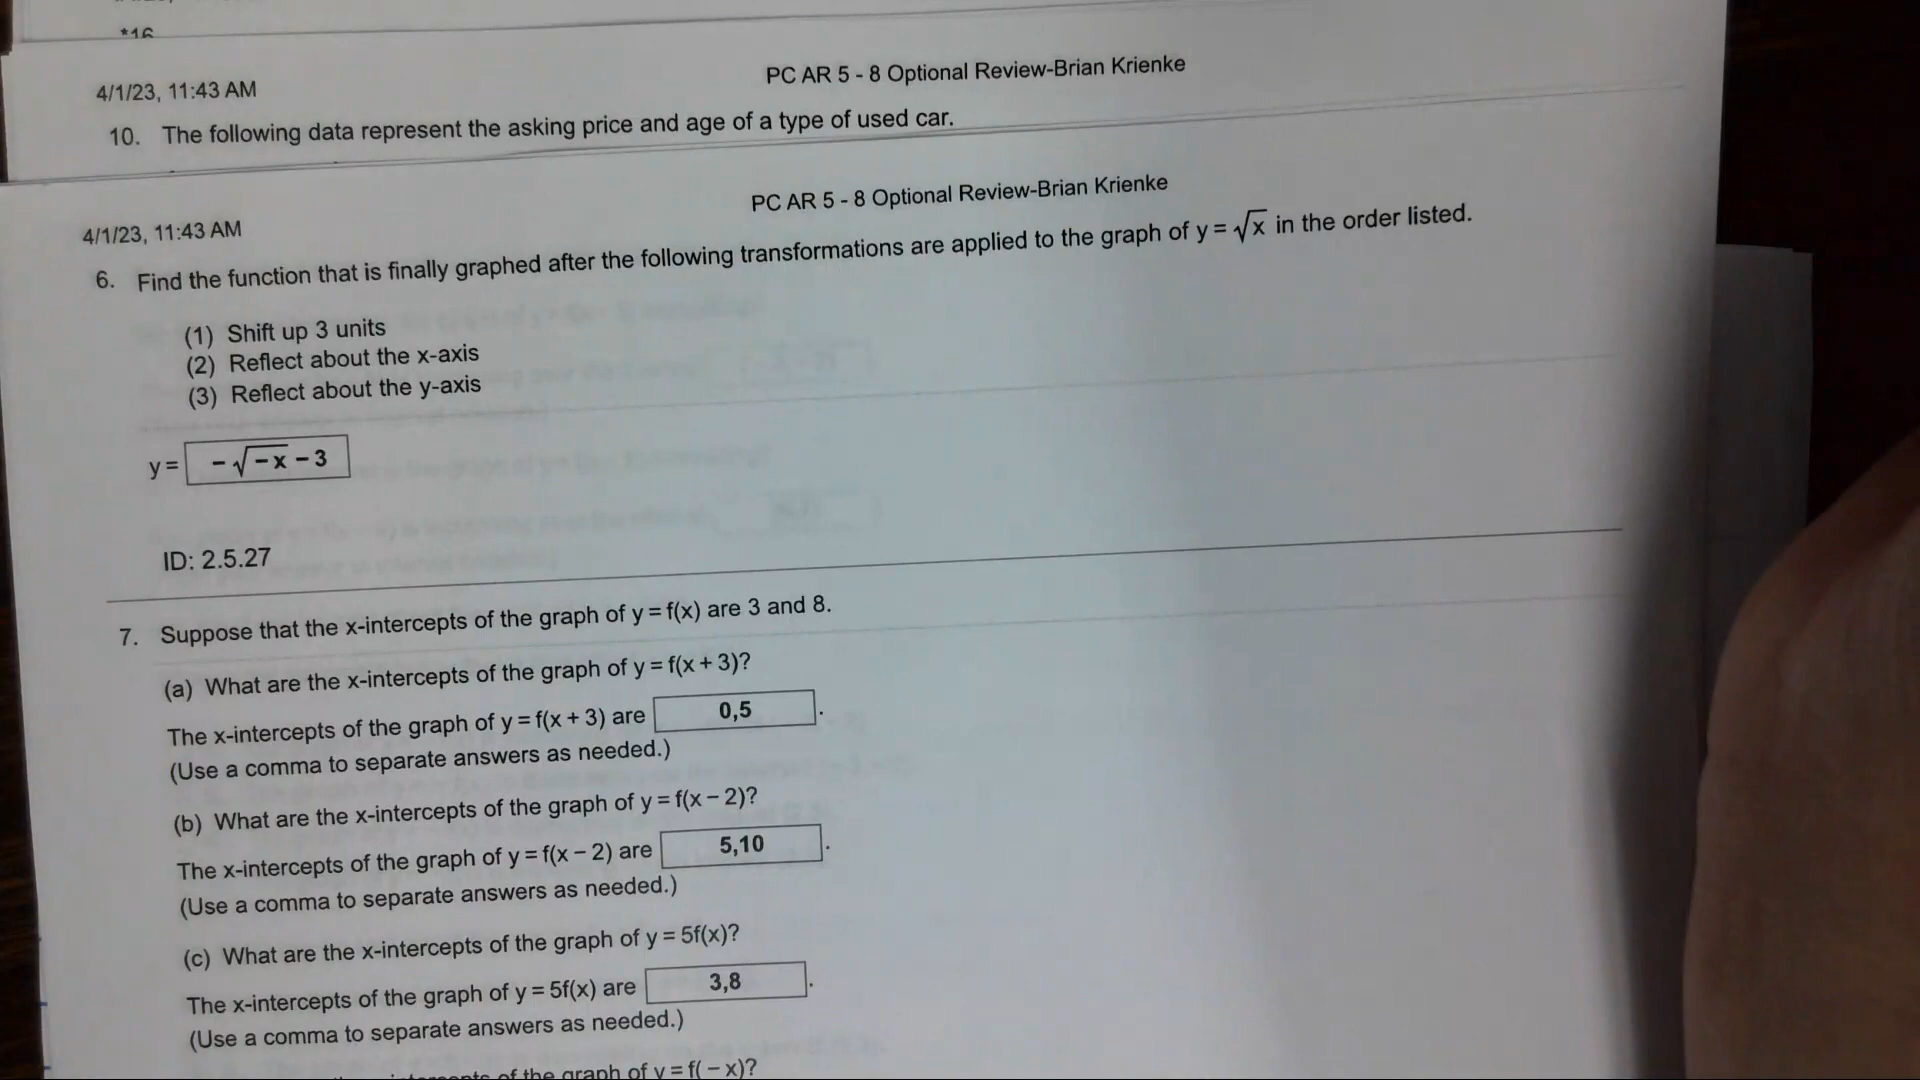 *16
4/1/23, 11:43 AM PC AR 5 - 8 Optional Review-Brian Krienke
10. The following data represent the asking price and age of a type of used car.
4/1/23, 11:43 AM PC AR 5 - 8 Optional Review-Brian Krienke
6. Find the function that is finally graphed after the following transformations are applied to the graph of y = √x in the order listed.
(1) Shift up 3 units
(2) Reflect about the x-axis
(3) Reflect about the y-axis
y = - √-x - 3
ID: 2.5.27
7. Suppose that the x-intercepts of the graph of y = f(x) are 3 and 8.
(a) What are the x-intercepts of the graph of y = f(x + 3)?
The x-intercepts of the graph of y = f(x + 3) are 0,5 .
(Use a comma to separate answers as needed.)
(b) What are the x-intercepts of the graph of y = f(x - 2)?
The x-intercepts of the graph of y = f(x - 2) are 5,10 .
(Use a comma to separate answers as needed.)
(c) What are the x-intercepts of the graph of y = 5f(x)?
The x-intercepts of the graph of y = 5f(x) are 3,8 .
(Use a comma to separate answers as needed.)
of the graph of y = f( - x)?